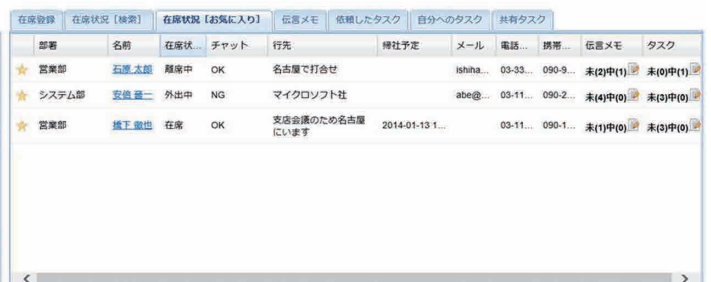 在席登録 在席状況 [検索] 在席状況 [お気に入り] 伝言メモ 依頼したタスク 自分へのタスク 共有タスク
部署 名前 在席状... チャット 行先 帰社予定 メール 電話... 携帯... 伝言メモ タスク
営業部 石原 太郎 離席中 OK 名古屋で打合せ ishiha... 03-33... 090-9... 未(2)中(1) 未(0)中(1)
システム部 安倍 晋一 外出中 NG マイクロソフト社 abe@... 03-11... 090-2... 未(4)中(0) 未(3)中(0)
営業部 橋下 徹也 在席 OK 支店会議のため名古屋
にいます 2014-01-13 1... 03-11... 090-1... 未(1)中(0) 未(3)中(0)